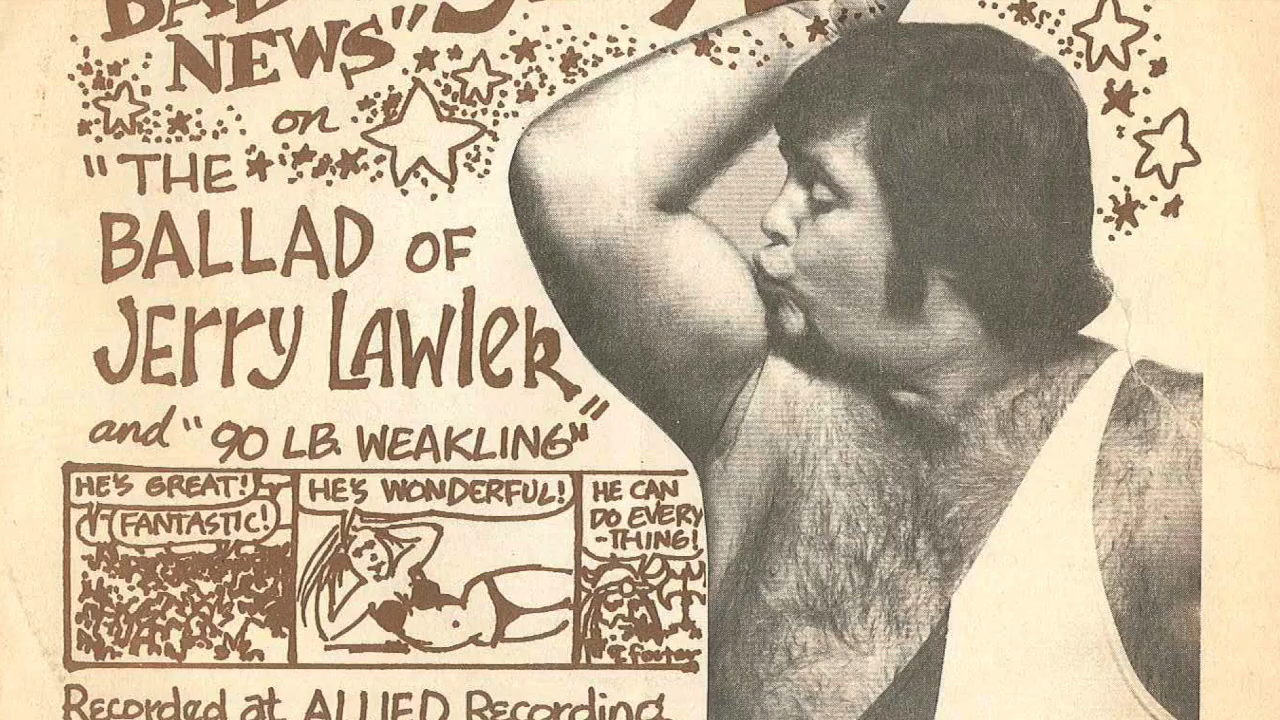 BAD
NEWS"
on
"THE
BALLAD OF
JErry LAWlER"
and "90 LB. WEAKLING"
HE'S GREAT!
FANTASTIC!
HE'S WONDERFUL!
HE CAN
DO EVERY
-THING!
Recorded at ALLIED Recording